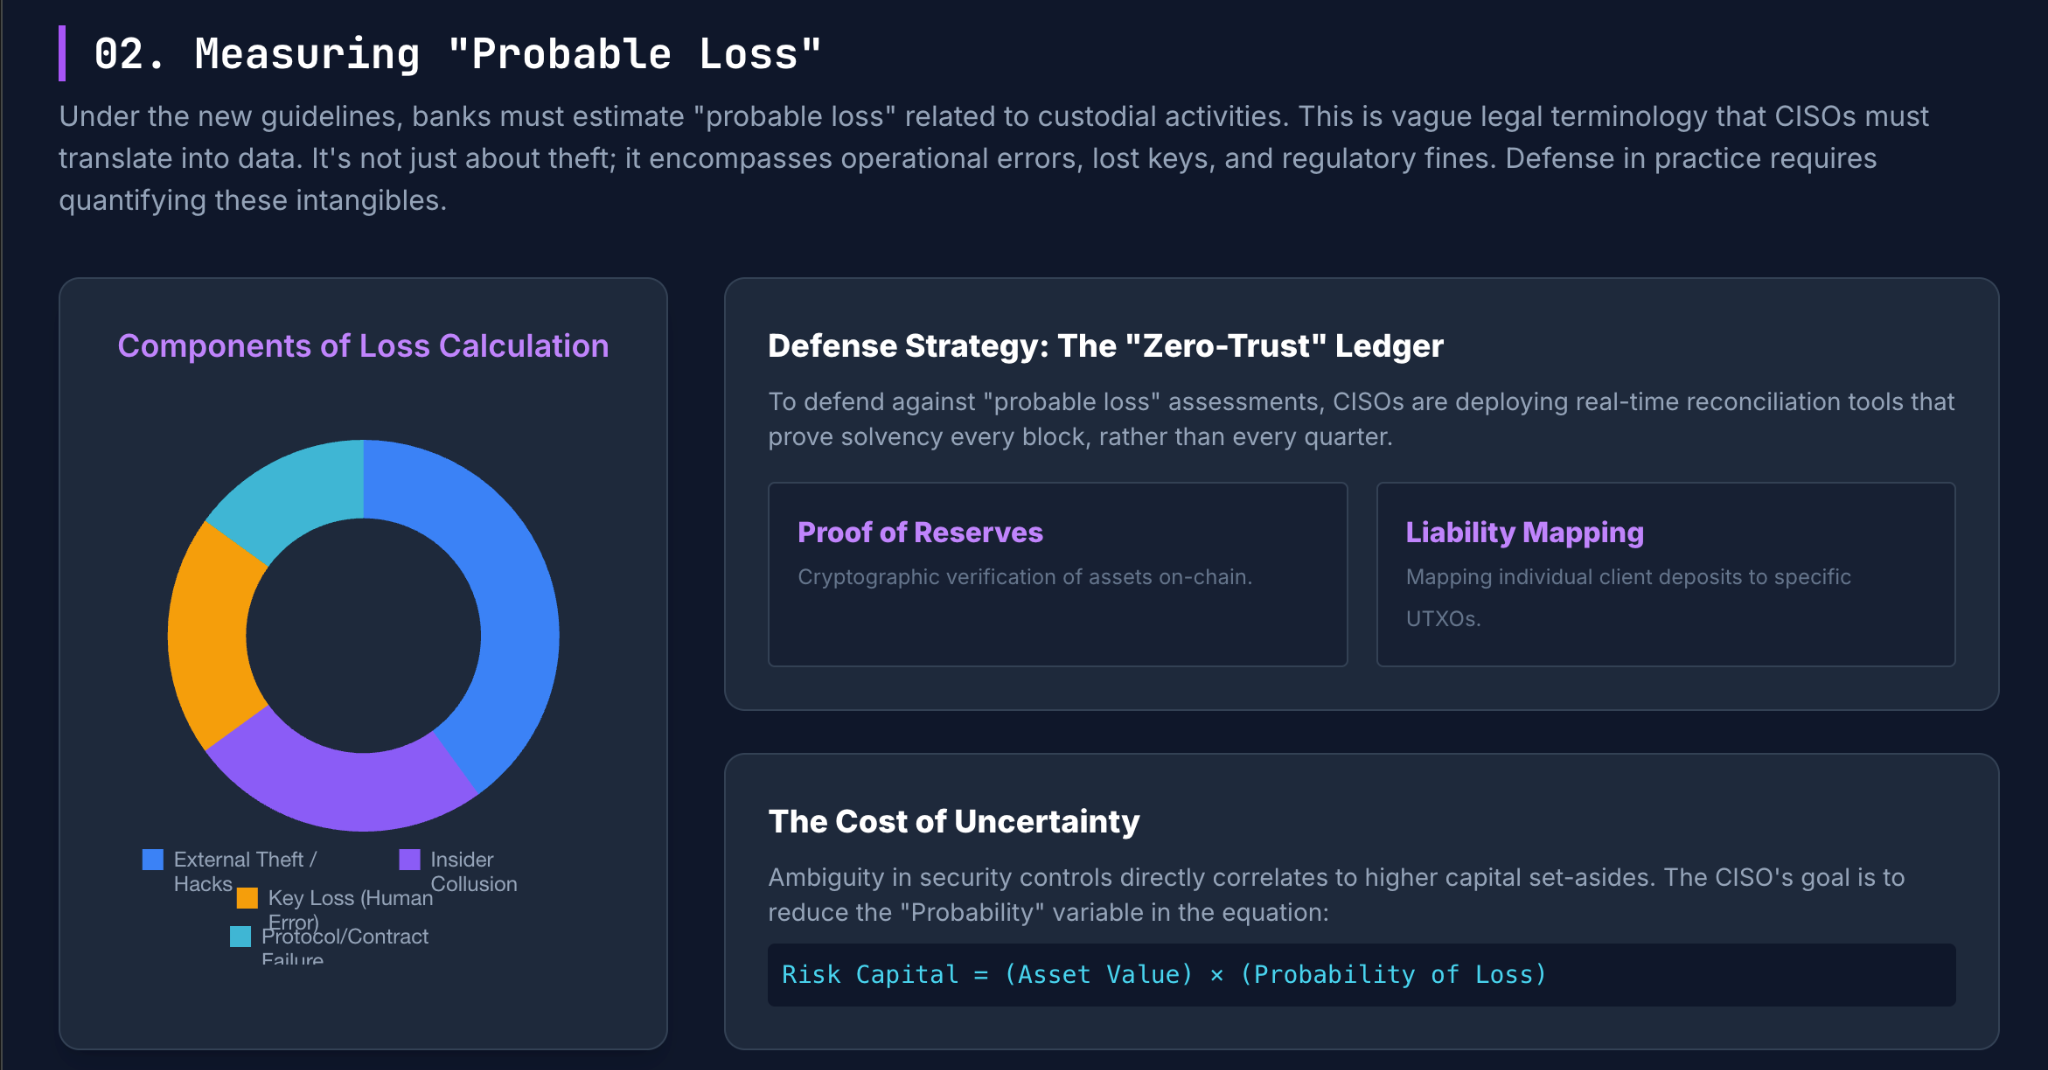 02. Measuring "Probable Loss"
Under the new guidelines, banks must estimate "probable loss" related to custodial activities. This is vague legal terminology that CISOs must
translate into data. It's not just about theft; it encompasses operational errors, lost keys, and regulatory fines. Defense in practice requires
quantifying these intangibles.
Components of Loss Calculation
External Theft /
Hacks
Insider
Collusion
Key Loss (Human
Error)
Protocol/Contract
Failure
Defense Strategy: The "Zero-Trust" Ledger
To defend against "probable loss" assessments, CISOs are deploying real-time reconciliation tools that
prove solvency every block, rather than every quarter.
Proof of Reserves
Cryptographic verification of assets on-chain.
Liability Mapping
Mapping individual client deposits to specific
UTXOs.
The Cost of Uncertainty
Ambiguity in security controls directly correlates to higher capital set-asides. The CISO's goal is to
reduce the "Probability" variable in the equation:
Risk Capital = (Asset Value) × (Probability of Loss)